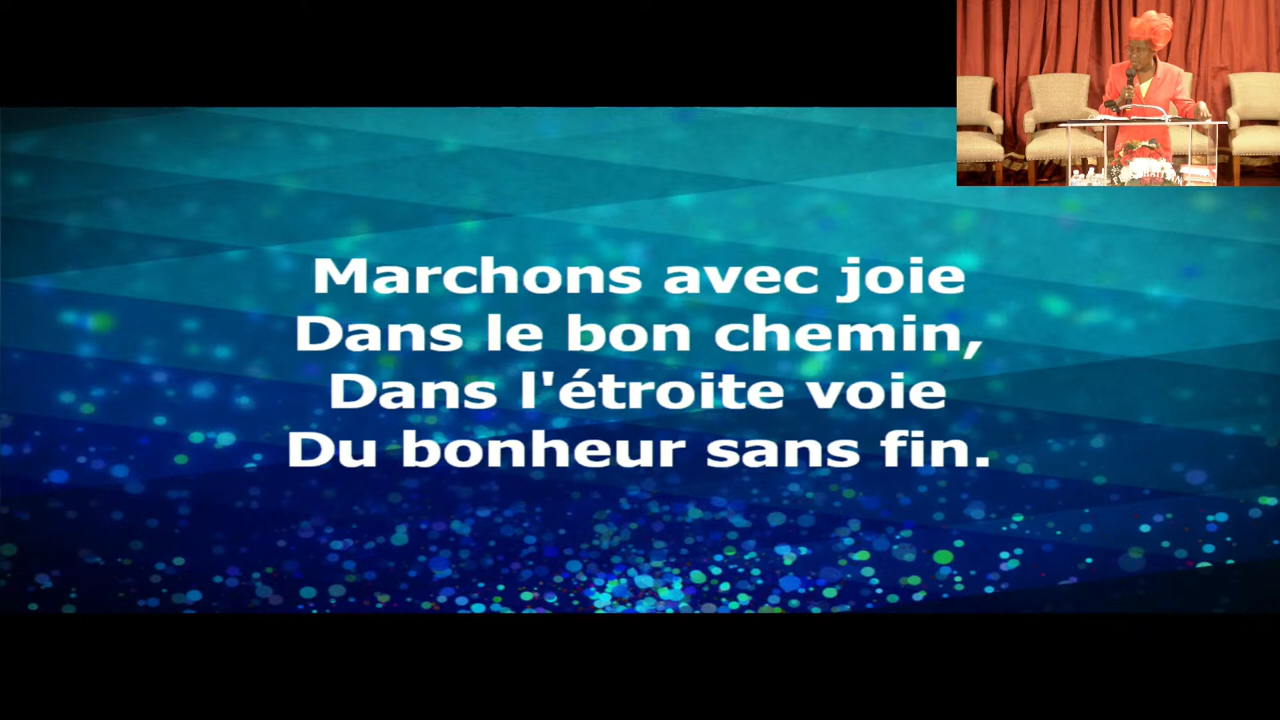 Marchons avec joie
Dans le bon chemin,
Dans l'étroite voie
Du bonheur sans fin.